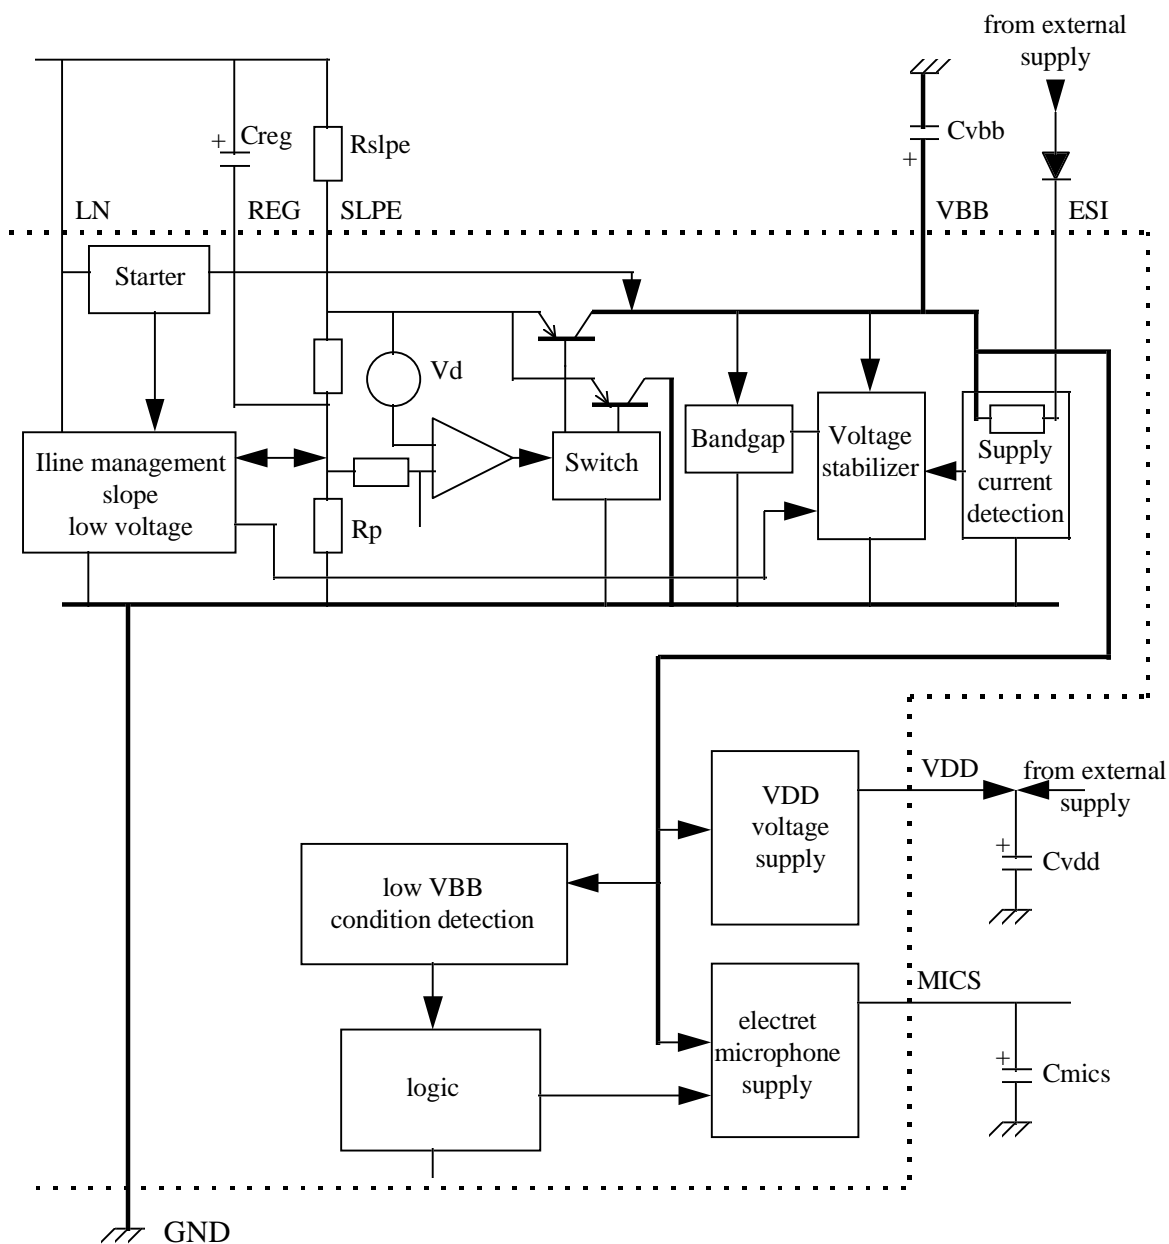 from external
supply
+
Creg
Rslpe
Cvbb
+
LN
REG
SLPE
VBB
ESI
Starter
Vd
Bandgap
Voltage
stabilizer
Supply
current
detection
Iline management
slope
low voltage
Switch
Rp
VDD
voltage
supply
VDD
from external
supply
+
Cvdd
low VBB
condition detection
MICS
electret
microphone
supply
+
Cmics
logic
GND